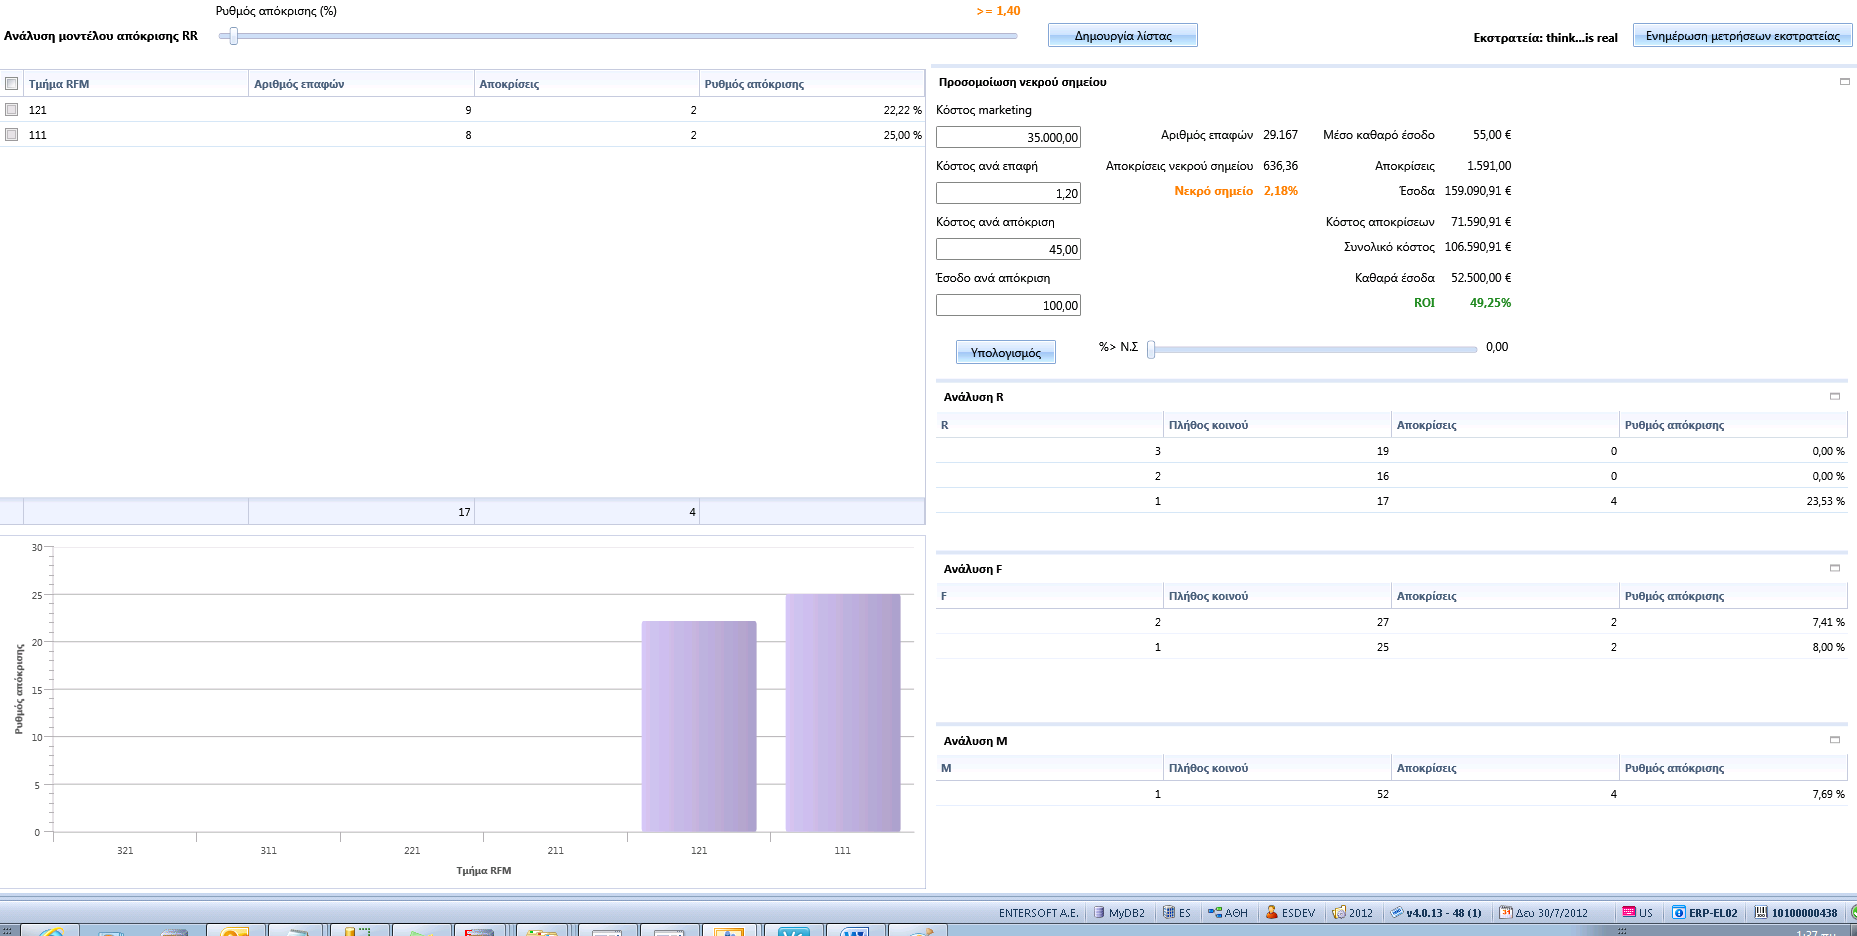 Ρυθμός απόκρισης (%)
>= 1,40
Ανάλυση μοντέλου απόκρισης RR
Δημιουργία λίστας
Εκστρατεία: think...is real
Ενημέρωση μετρήσεων εκστρατείας
Τμήμα RFM Αριθμός επαφών Αποκρίσεις Ρυθμός απόκρισης
121 9 2 22,22 %
111 8 2 25,00 %
17 4
30
25
20
15
10
5
0
Ρυθμός απόκρισης
321 311 221 211 121 111
Τμήμα RFM
Προσομοίωση νεκρού σημείου
Κόστος marketing
35.000,00
Αριθμός επαφών 29.167 Μέσο καθαρό έσοδο 55,00 €
Κόστος ανά επαφή
Αποκρίσεις νεκρού σημείου 636,36 Αποκρίσεις 1.591,00
1,20
Νεκρό σημείο 2,18% Έσοδα 159.090,91 €
Κόστος ανά απόκριση
Κόστος αποκρίσεων 71.590,91 €
45,00
Συνολικό κόστος 106.590,91 €
Έσοδο ανά απόκριση
Καθαρά έσοδα 52.500,00 €
100,00
ROI 49,25%
Υπολογισμός
%> Ν.Σ 0,00
Ανάλυση R
R Πλήθος κοινού Αποκρίσεις Ρυθμός απόκρισης
3 19 0 0,00 %
2 16 0 0,00 %
1 17 4 23,53 %
Ανάλυση F
F Πλήθος κοινού Αποκρίσεις Ρυθμός απόκρισης
2 27 2 7,41 %
1 25 2 8,00 %
Ανάλυση M
M Πλήθος κοινού Αποκρίσεις Ρυθμός απόκρισης
1 52 4 7,69 %
ENTERSOFT A.E. MyDB2 ES ΑΘΗ ESDEV 2012 v4.0.13 - 48 (1) Δευ 30/7/2012 US ERP-EL02 10100000438